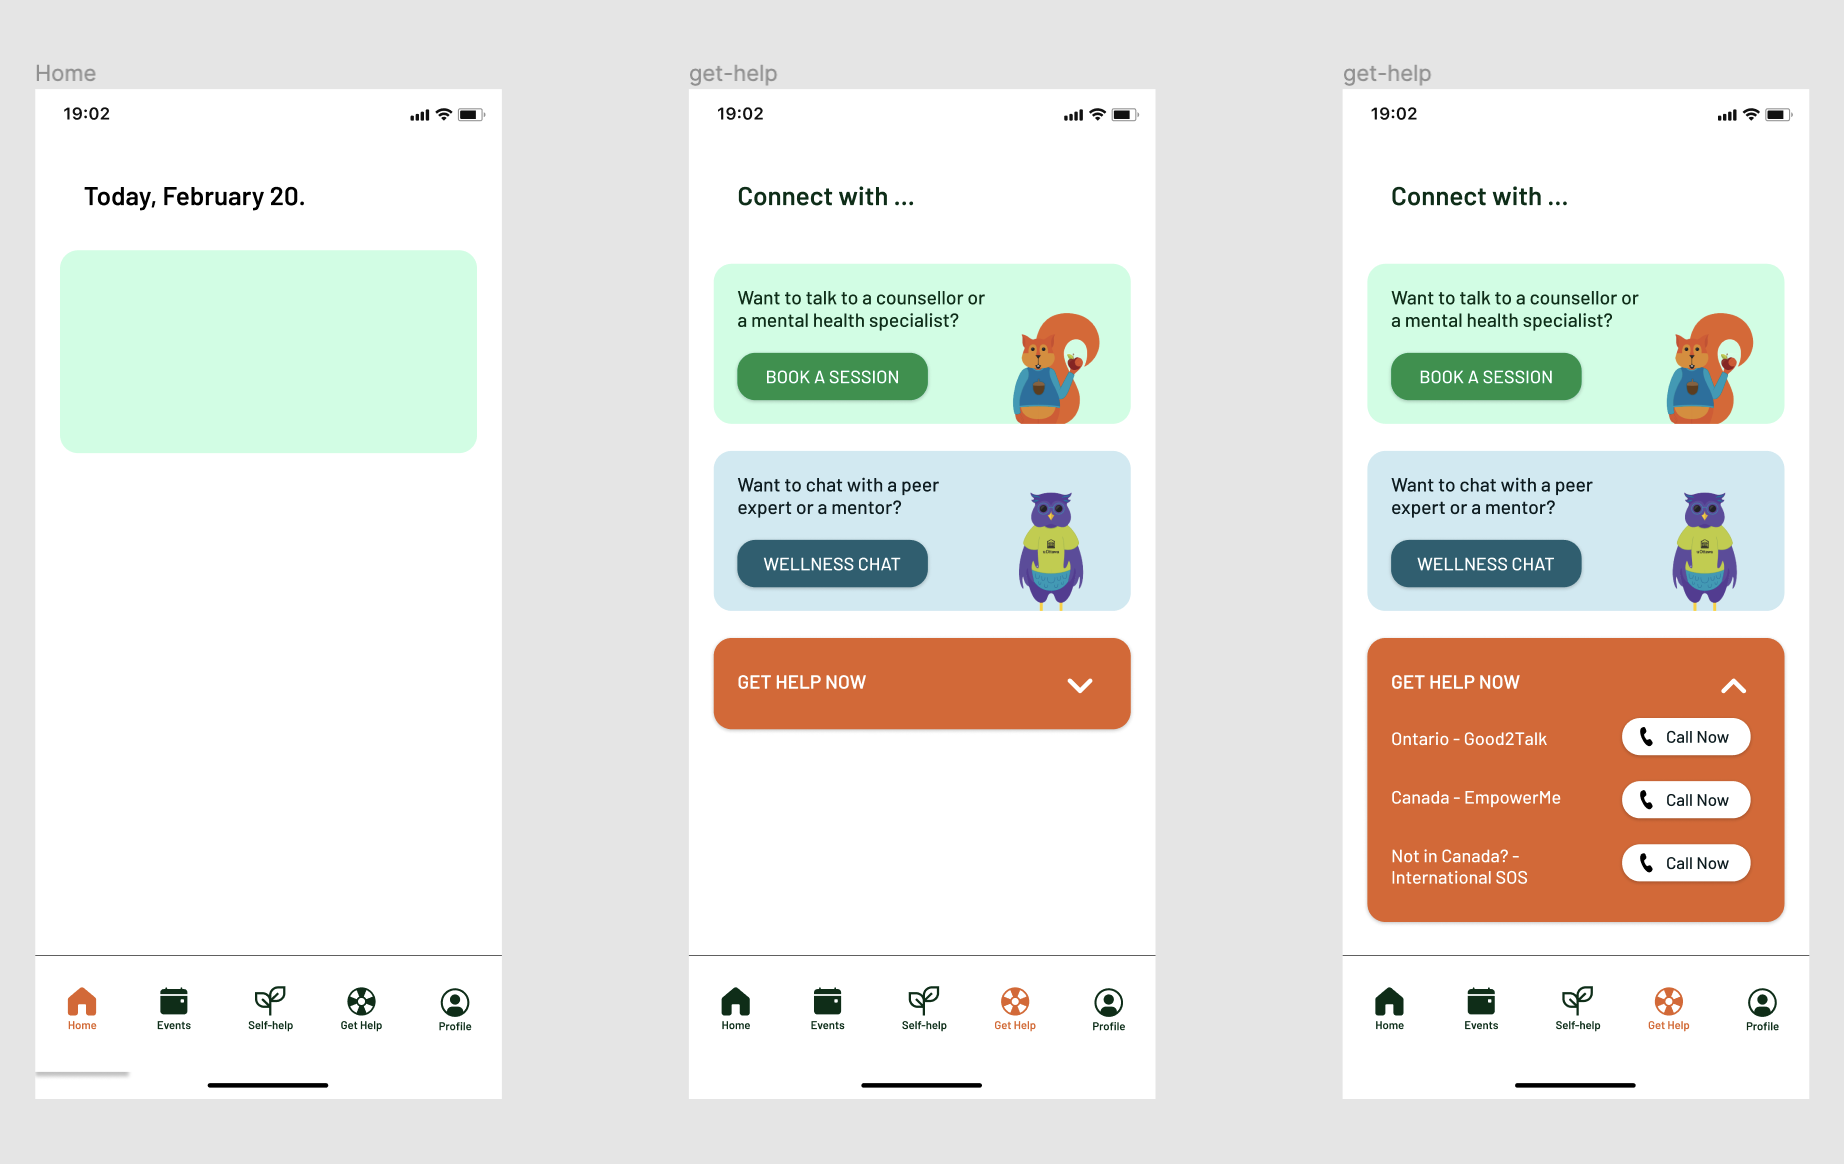 Home
19:02
Today, February 20.
Home
Events
Self-help
Get Help
Profile
get-help
19:02
Connect with ...
Want to talk to a counsellor or
a mental health specialist?
BOOK A SESSION
Want to chat with a peer
expert or a mentor?
WELLNESS CHAT
GET HELP NOW
Home
Events
Self-help
Get Help
Profile
get-help
19:02
Connect with ...
Want to talk to a counsellor or
a mental health specialist?
BOOK A SESSION
Want to chat with a peer
expert or a mentor?
WELLNESS CHAT
GET HELP NOW
Ontario - Good2Talk
Call Now
Canada - EmpowerMe
Call Now
Not in Canada? -
International SOS
Call Now
Home
Events
Self-help
Get Help
Profile